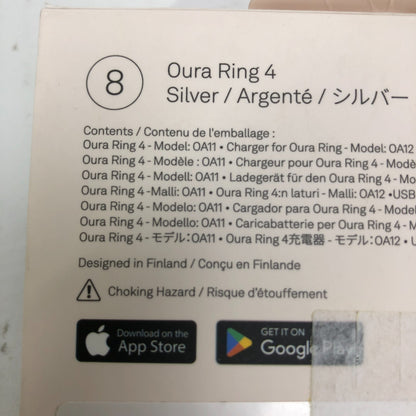 8
Oura Ring 4
Silver / Argenté / シルバー
Contents / Contenu de l'emballage :
Oura Ring 4 - Model: OA11 • Charger for Oura Ring - Model: OA12
Oura Ring 4 - Modèle : OA11 • Chargeur pour Oura Ring 4 - Modèl
Oura Ring 4 - Modell: OA11 • Ladegerät für den Oura Ring 4 - Mo
Oura Ring 4 -Malli: OA11 • Oura Ring 4:n laturi - Malli: OA12 •USB
Oura Ring 4 - Modelo: OA11 • Cargador para Oura Ring 4 - Model
Oura Ring 4 - Modello: OA11 • Caricabatterie per Oura Ring 4 - M
Oura Ring 4 - モデル:OA11 • Oura Ring 4充電器 - モデル:OA12 • U
Designed in Finland / Conçu en Finlande
Choking Hazard / Risque d'étouffement
Download on the
App Store
GET IT ON
Google Play